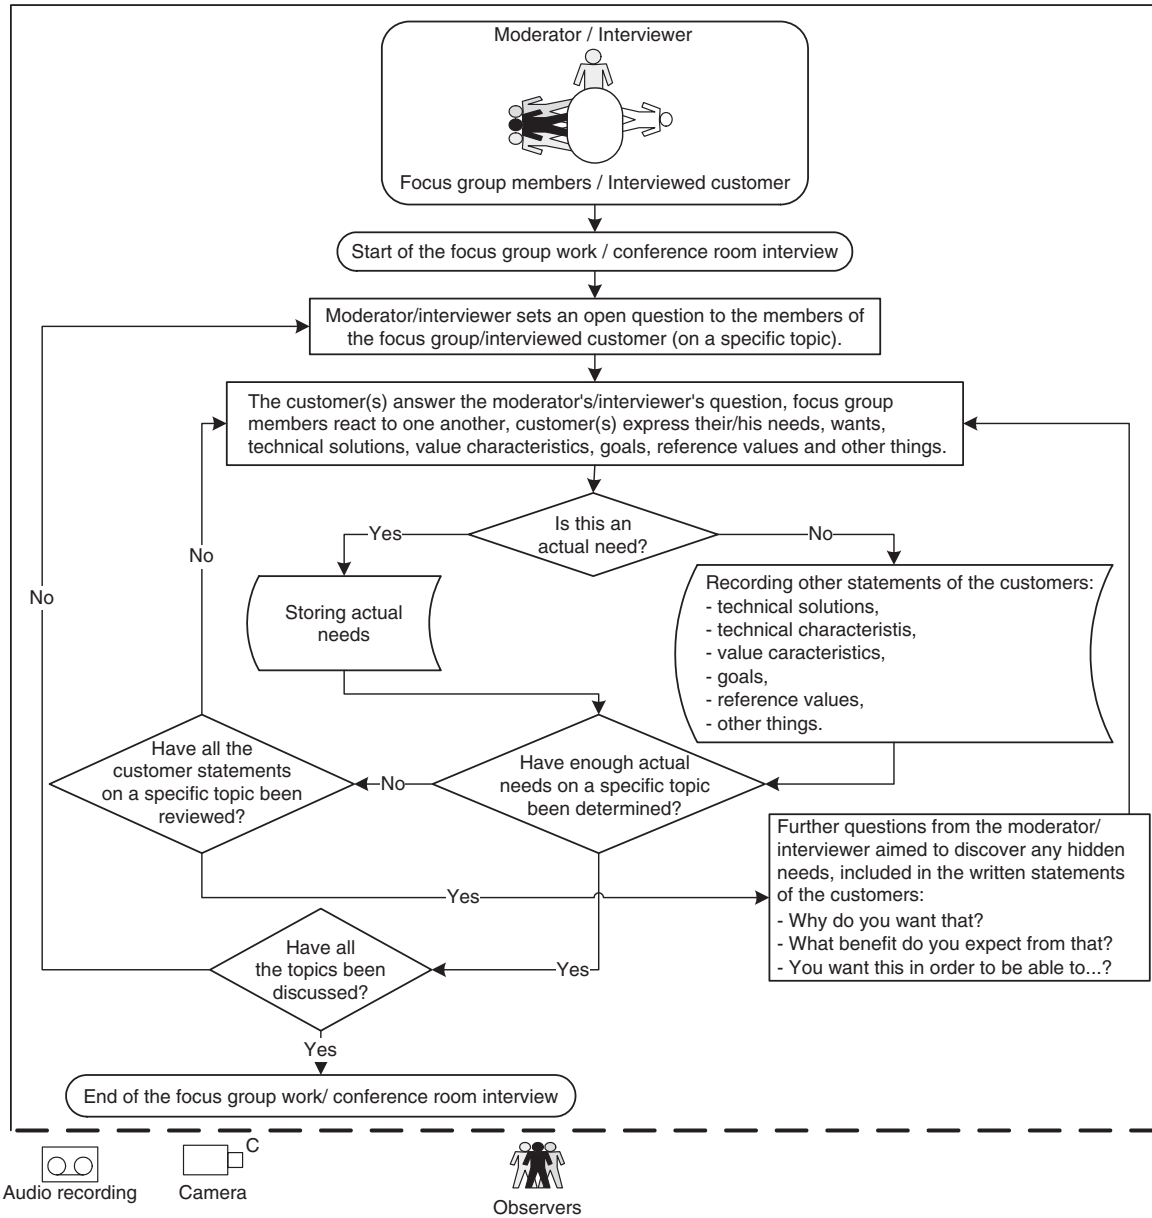 Moderator / Interviewer
Focus group members / Interviewed customer
Start of the focus group work / conference room interview
Moderator/interviewer sets an open question to the members of
the focus group/interviewed customer (on a specific topic).
The customer(s) answer the moderator's/interviewer's question, focus group
members react to one another, customer(s) express their/his needs, wants,
technical solutions, value characteristics, goals, reference values and other things.
Is this an
actual need?
Yes
No
Storing actual
needs
Recording other statements of the customers:
- technical solutions,
- technical characteristis,
- value caracteristics,
- goals,
- reference values,
- other things.
No
No
Have all the
customer statements
on a specific topic been
reviewed?
No
Have enough actual
needs on a specific topic
been determined?
Further questions from the moderator/
interviewer aimed to discover any hidden
needs, included in the written statements
of the customers:
- Why do you want that?
- What benefit do you expect from that?
- You want this in order to be able to...?
Yes
Have all
the topics been
discussed?
Yes
Yes
End of the focus group work/ conference room interview
Audio recording
C
Camera
Observers